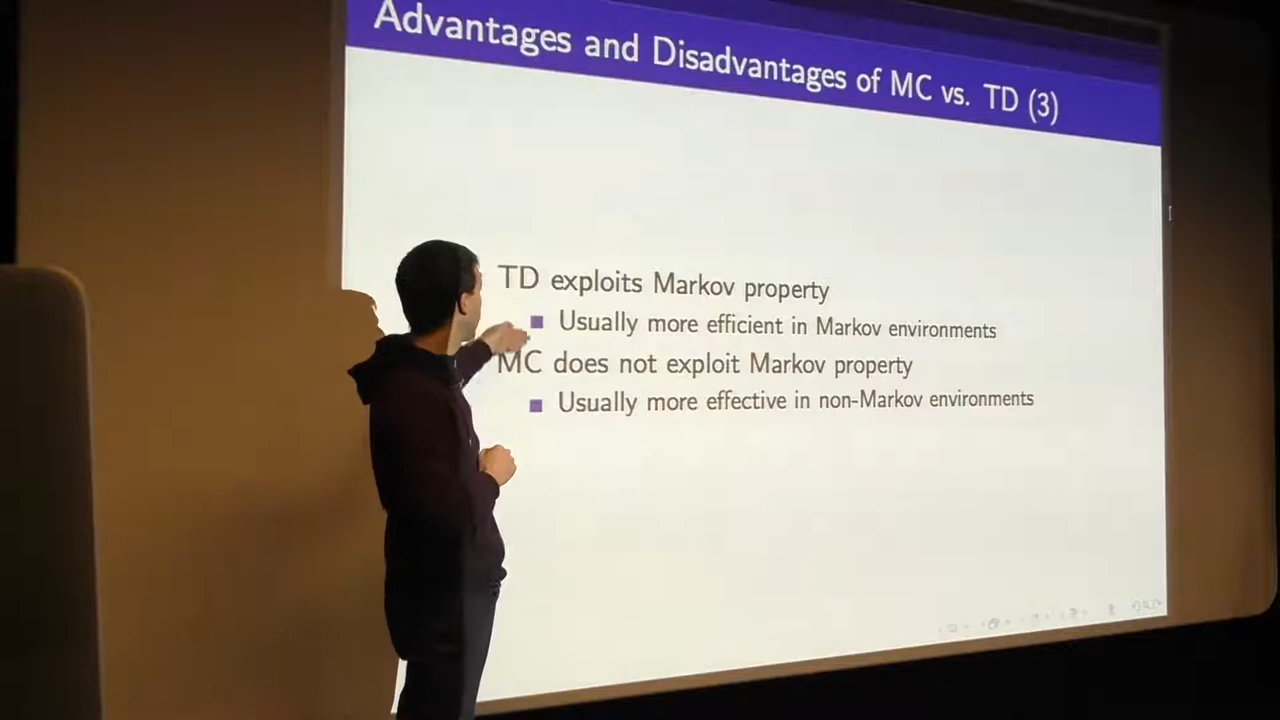 Advantages and Disadvantages of MC vs. TD (3)
TD exploits Markov property
Usually more efficient in Markov environments
MC does not exploit Markov property
Usually more effective in non-Markov environments